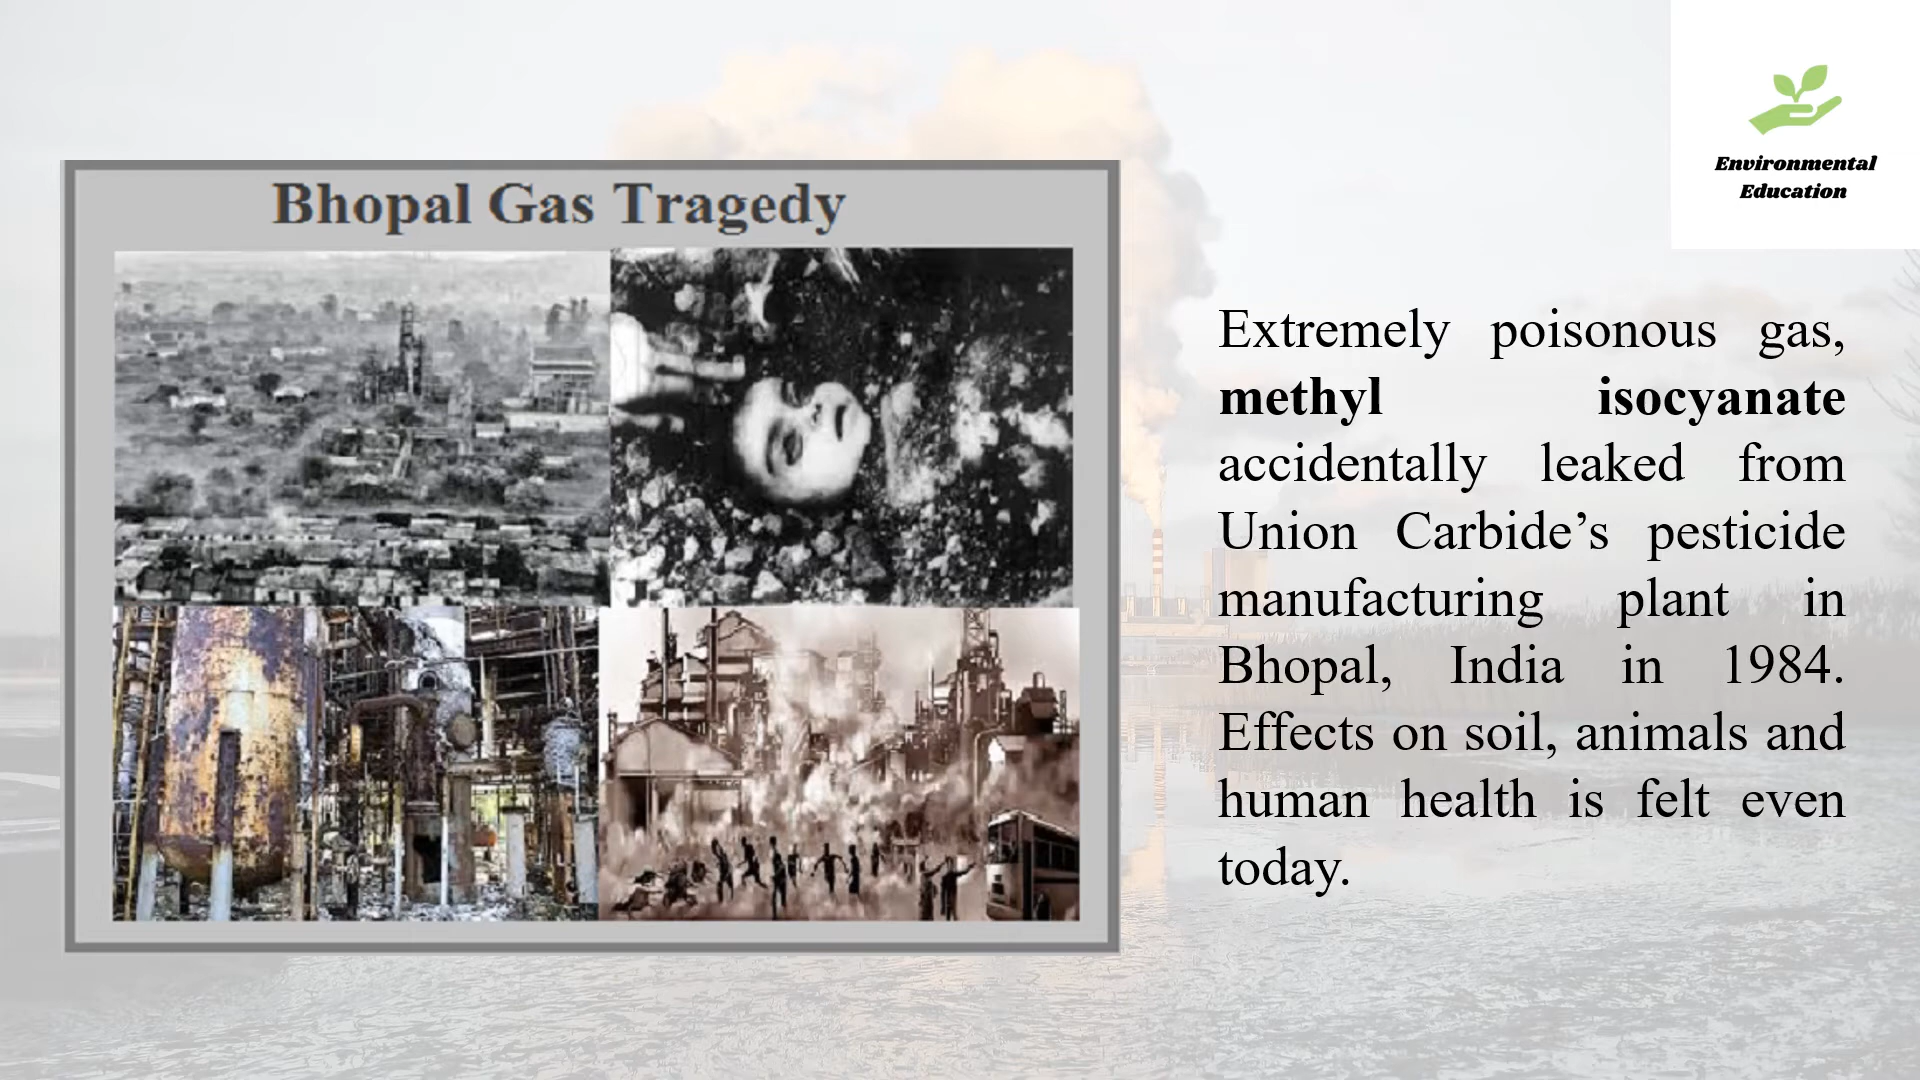 Environmental
Education
Bhopal Gas Tragedy
Extremely poisonous gas,
methyl isocyanate
accidentally leaked from
Union Carbide’s pesticide
manufacturing plant in
Bhopal, India in 1984.
Effects on soil, animals and
human health is felt even
today.